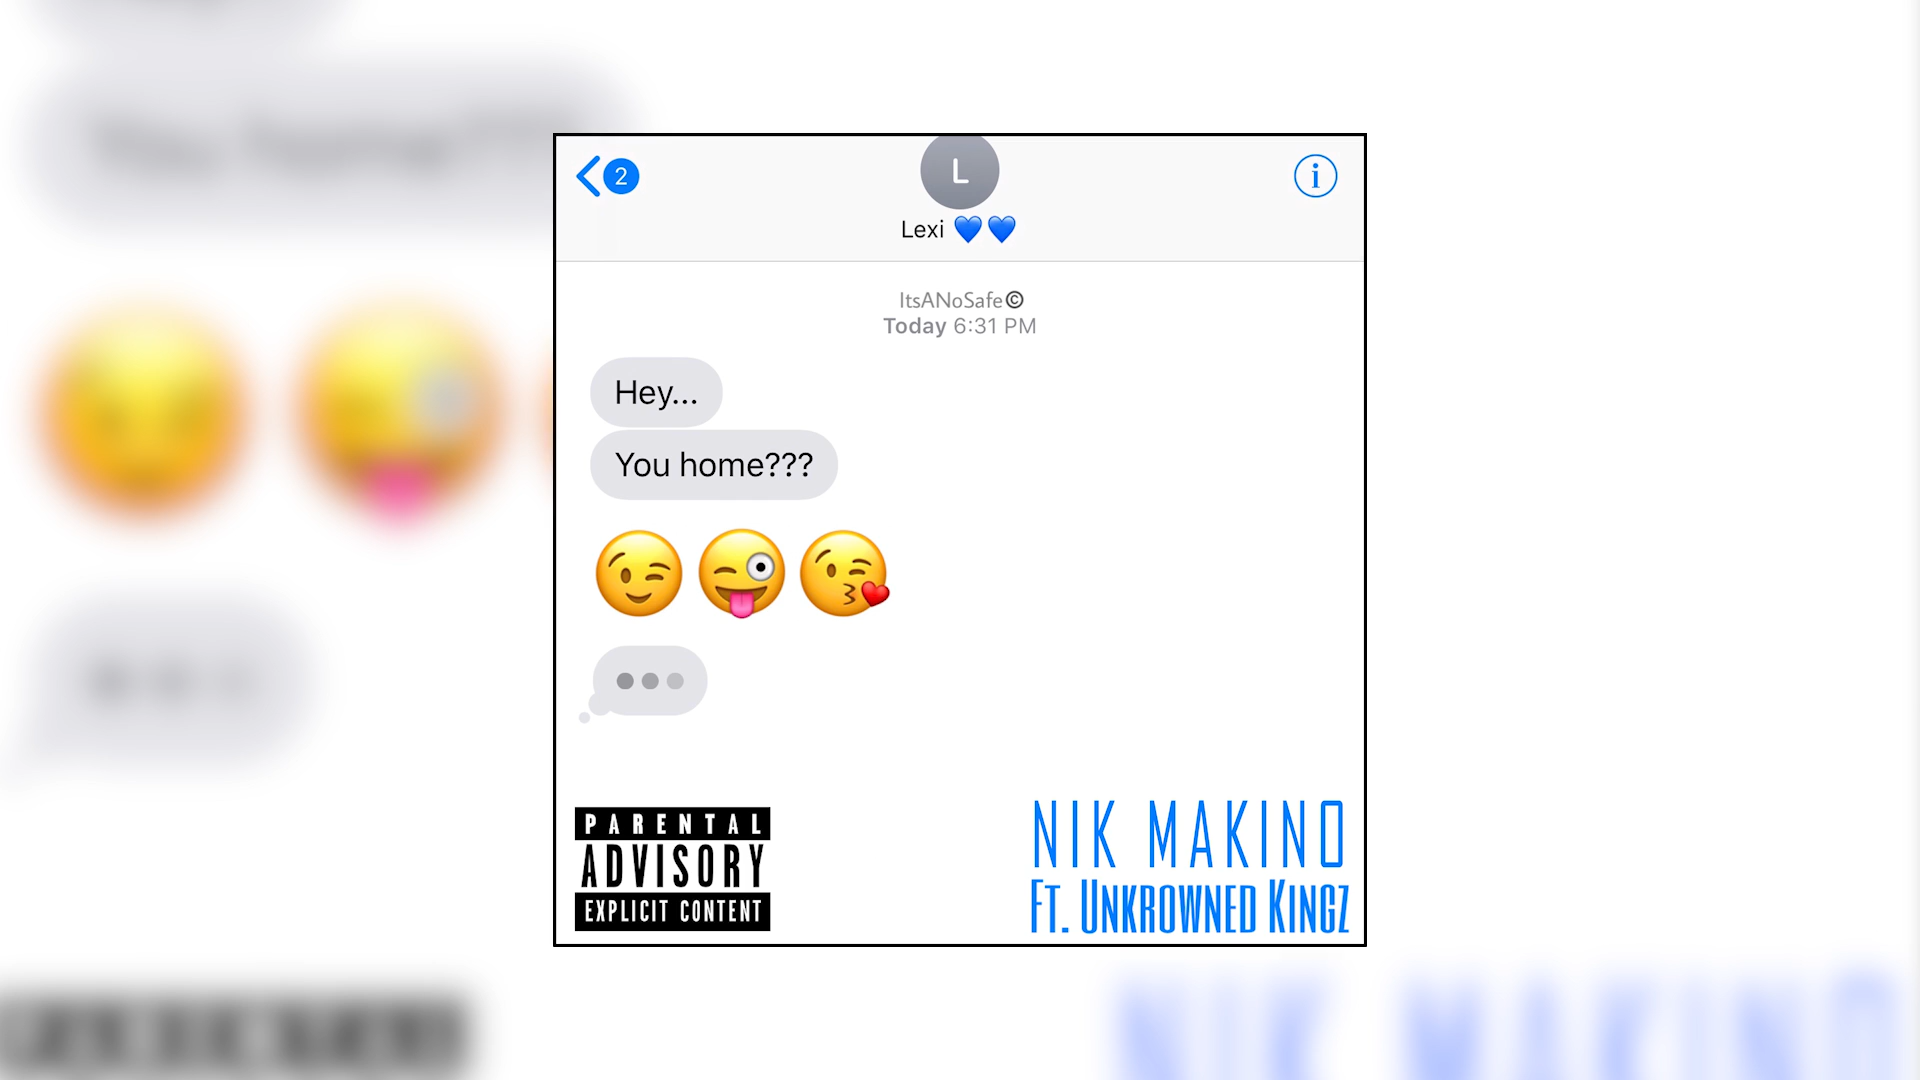 2
L
Lexi 💙💙
ItsANoSafe©
Today 6:31 PM
Hey...
You home???
😉 😜 😘
PARENTAL
ADVISORY
EXPLICIT CONTENT
NIK MAKINO
FT. UNKROWNED KINGZ